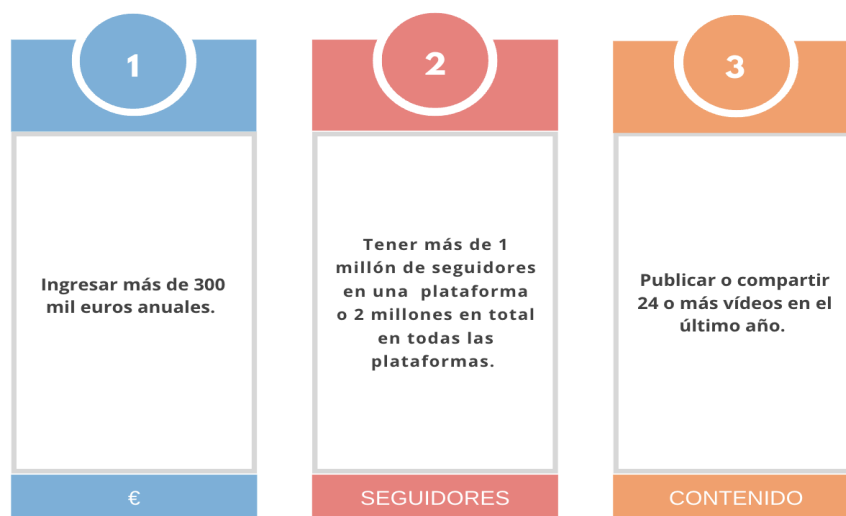 1
Ingresar más de 300
mil euros anuales.
€
2
Tener más de 1
millón de seguidores
en una plataforma
o 2 millones en total
en todas las
plataformas.
SEGUIDORES
3
Publicar o compartir
24 o más vídeos en el
último año.
CONTENIDO